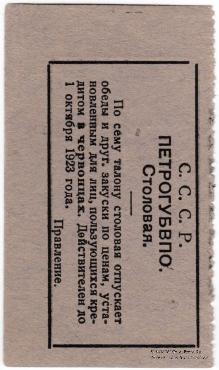 С. С. С. Р.
ПЕТРОГУВВПО.
Столовая.
По сему талону столовая отпускает
обеды и друг. закуски по ценам, уста-
новленным для лиц, пользующихся кре-
дитом в червонцах. Действителен до
1 октября 1923 года.
Правление.